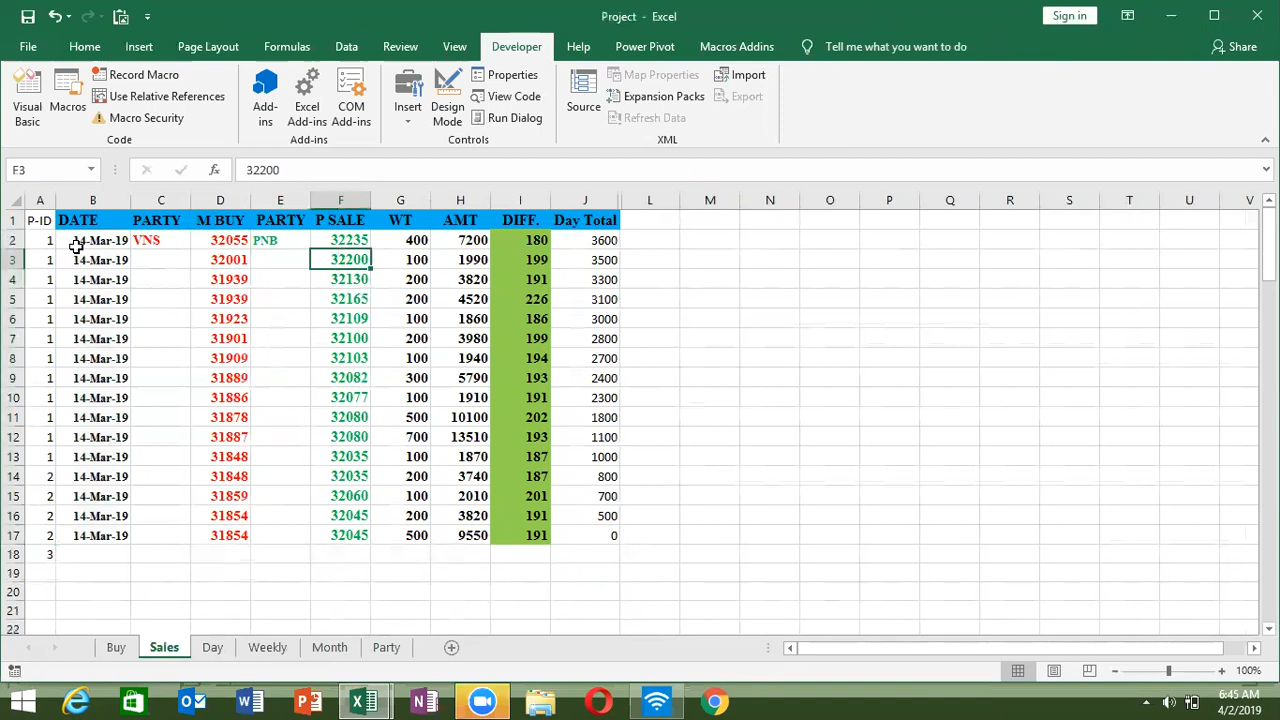 Project - Excel
Sign in
File Home Insert Page Layout Formulas Data Review View Developer Help Power Pivot Macros Addins Tell me what you want to do Share
Visual Basic
Macros
Record Macro
Use Relative References
Macro Security
Code
Add-ins
Excel Add-ins
COM Add-ins
Add-ins
Insert
Design Mode
Properties
View Code
Run Dialog
Controls
Source
Map Properties
Expansion Packs
Refresh Data
Import
Export
XML
F3 fx 32200
A B C D E F G H I J L M N O P Q R S T U V
1 P-ID DATE PARTY M BUY PARTY P SALE WT AMT DIFF. Day Total
2 1 14-Mar-19 VNS 32055 PNB 32235 400 7200 180 3600
3 1 14-Mar-19 32001 32200 100 1990 199 3500
4 1 14-Mar-19 31939 32130 200 3820 191 3300
5 1 14-Mar-19 31939 32165 200 4520 226 3100
6 1 14-Mar-19 31923 32109 100 1860 186 3000
7 1 14-Mar-19 31901 32100 200 3980 199 2800
8 1 14-Mar-19 31909 32103 100 1940 194 2700
9 1 14-Mar-19 31889 32082 300 5790 193 2400
10 1 14-Mar-19 31886 32077 100 1910 191 2300
11 1 14-Mar-19 31878 32080 500 10100 202 1800
12 1 14-Mar-19 31887 32080 700 13510 193 1100
13 1 14-Mar-19 31848 32035 100 1870 187 1000
14 2 14-Mar-19 31848 32035 200 3740 187 800
15 2 14-Mar-19 31859 32060 100 2010 201 700
16 2 14-Mar-19 31854 32045 200 3820 191 500
17 2 14-Mar-19 31854 32045 500 9550 191 0
18 3
19
20
21
22
Buy Sales Day Weekly Month Party
100%
6:45 AM
4/2/2019